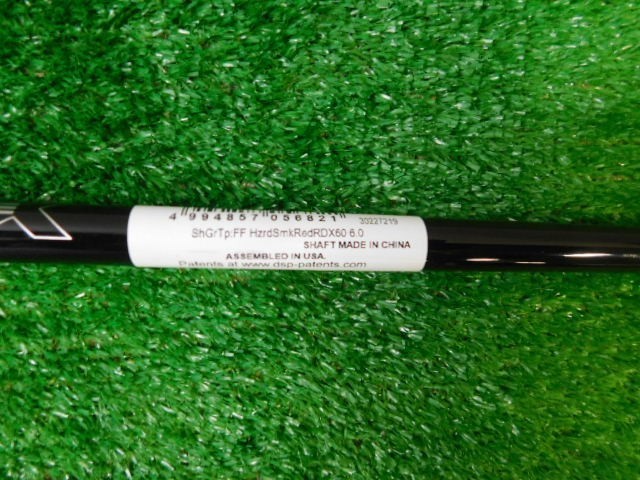 4 994857 056821 30227219
ShGrTp:FF HzrdSmkRedRDX60 6.0
SHAFT MADE IN CHINA
ASSEMBLED IN USA.
Patents at www.dsp-patents.com